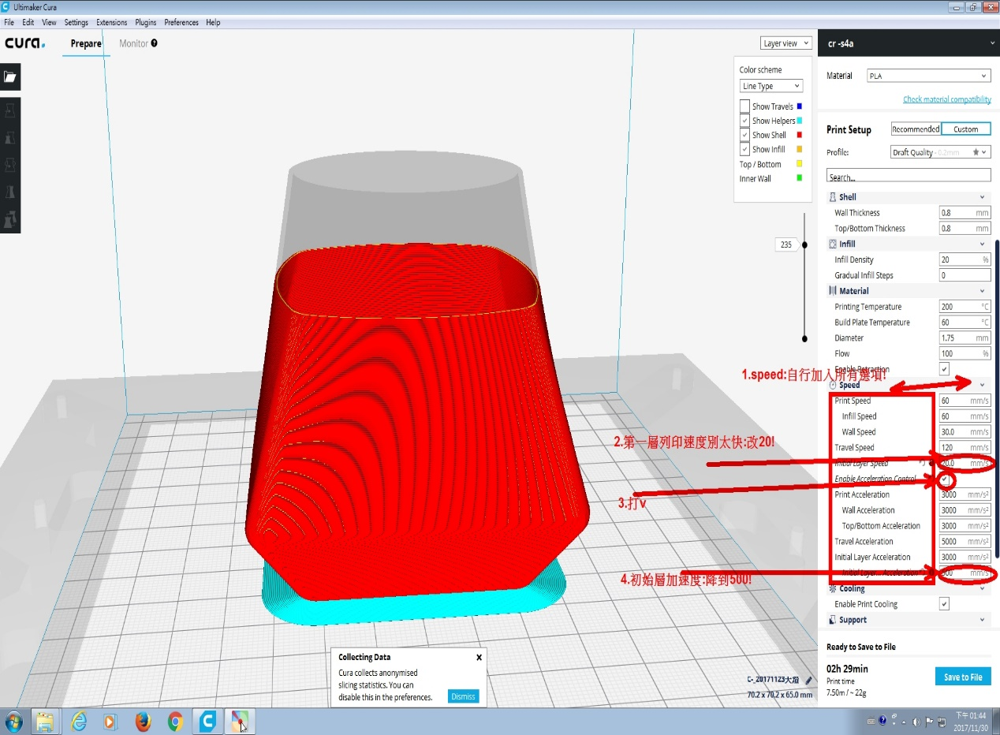 Ultimaker Cura
File Edit View Settings Extensions Plugins Preferences Help
cura.
Prepare Monitor
Layer view
cr -s4a
Color scheme
Line Type
Show Travels
Show Helpers
Show Shell
Show Infill
Top / Bottom
Inner Wall
235
Material PLA
Check material compatibility
Print Setup Recommended Custom
Profile: Draft Quality - 0.2mm
Search...
Shell
Wall Thickness 0.8 mm
Top/Bottom Thickness 0.8 mm
Infill
Infill Density 20 %
Gradual Infill Steps 0
Material
Printing Temperature 200 °C
Build Plate Temperature 60 °C
Diameter 1.75 mm
Flow 100 %
Enable Retraction
1.speed:自行加入所有選項!
Speed
Print Speed 60 mm/s
Infill Speed 60 mm/s
Wall Speed 30.0 mm/s
2.第一層列印速度別太快:改20!
Travel Speed 120 mm/s
Initial Layer Speed 20.0 mm/s
Enable Acceleration Control
3.打v
Print Acceleration 3000 mm/s²
Wall Acceleration 3000 mm/s²
Top/Bottom Acceleration 3000 mm/s²
Travel Acceleration 5000 mm/s²
Initial Layer Acceleration 3000 mm/s²
4.初始層加速度:降到500!
Initial Layer... Acceleration 500 mm/s²
Cooling
Enable Print Cooling
Support
Collecting Data
Cura collects anonymised
slicing statistics. You can
disable this in the preferences.
Dismiss
C-_20171123大燈
70.2 x 70.2 x 65.0 mm
Ready to Save to File
02h 29min
Print time
7.50m / ~ 22g
Save to File
下午 01:44
2017/11/30